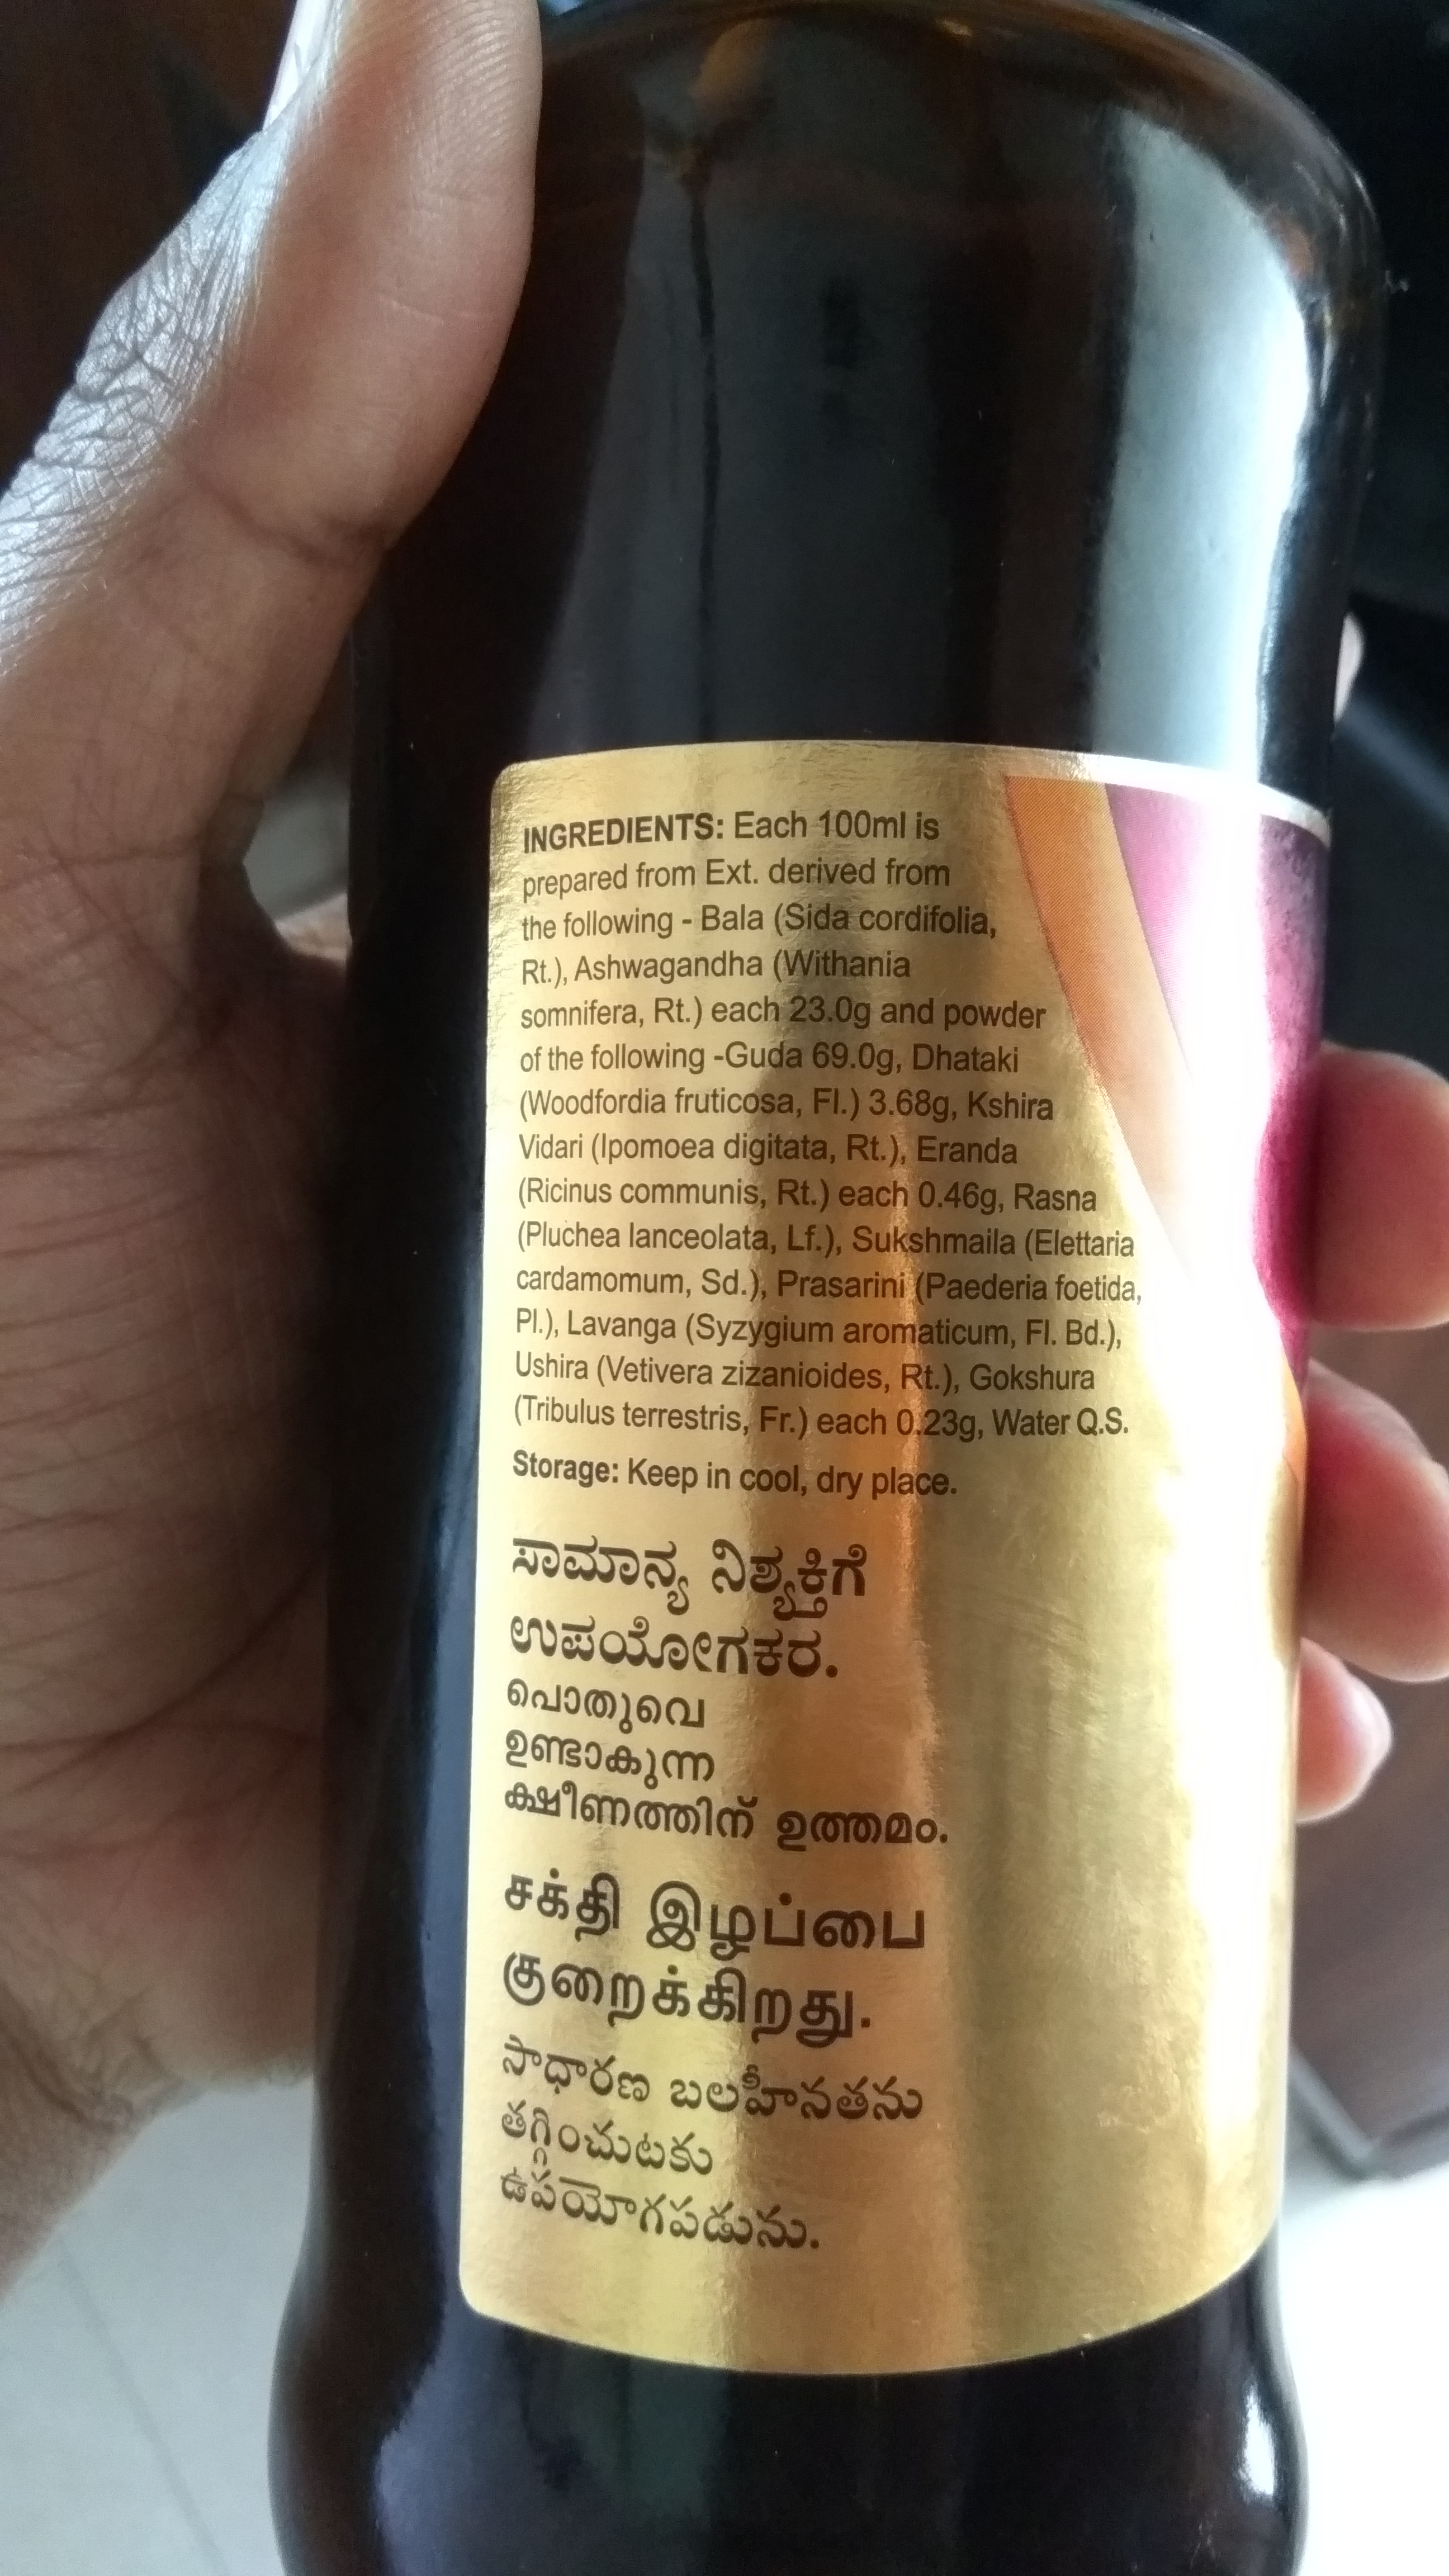 INGREDIENTS: Each 100ml is
prepared from Ext. derived from
the following - Bala (Sida cordifolia,
Rt.), Ashwagandha (Withania
somnifera, Rt.) each 23.0g and powder
of the following -Guda 69.0g, Dhataki
(Woodfordia fruticosa, Fl.) 3.68g, Kshira
Vidari (Ipomoea digitata, Rt.), Eranda
(Ricinus communis, Rt.) each 0.46g, Rasna
(Pluchea lanceolata, Lf.), Sukshmaila (Elettaria
cardamomum, Sd.), Prasarini (Paederia foetida,
Pl.), Lavanga (Syzygium aromaticum, Fl. Bd.),
Ushira (Vetivera zizanioides, Rt.), Gokshura
(Tribulus terrestris, Fr.) each 0.23g, Water Q.S.
Storage: Keep in cool, dry place.
ಸಾಮಾನ್ಯ ನಿಶ್ಯಕ್ತಿಗೆ
ಉಪಯೋಗಕರ.
പൊതുവെ
ഉണ്ടാകുന്ന
ക്ഷീണത്തിന് ഉത്തമം.
சக்தி இழப்பை
குறைக்கிறது.
సాధారణ బలహీనతను
తగ్గించుటకు
ఉపయోగపడును.